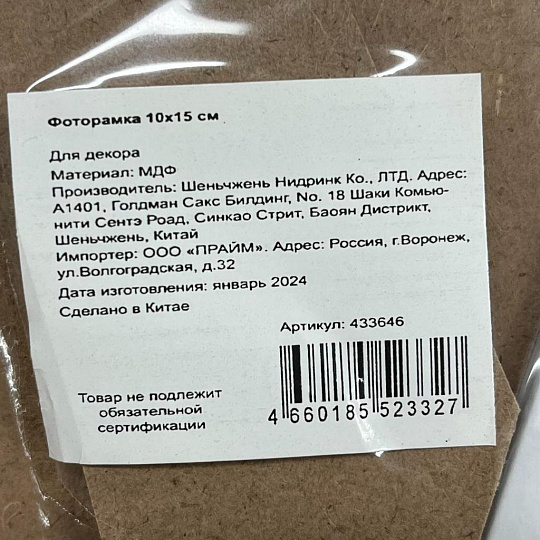 Фоторамка 10х15 см
Для декора
Материал: МДФ
Производитель: Шеньчжень Нидринк Ко., ЛТД. Адрес:
А1401, Голдман Сакс Билдинг, No. 18 Шаки Комью-
нити Сентэ Роад, Синкао Стрит, Баоян Дистрикт,
Шеньчжень, Китай
Импортер: ООО «ПРАЙМ». Адрес: Россия, г.Воронеж,
ул.Волгоградская, д.32
Дата изготовления: январь 2024
Сделано в Китае
Артикул: 433646
Товар не подлежит
обязательной
сертификации
4 660185 523327